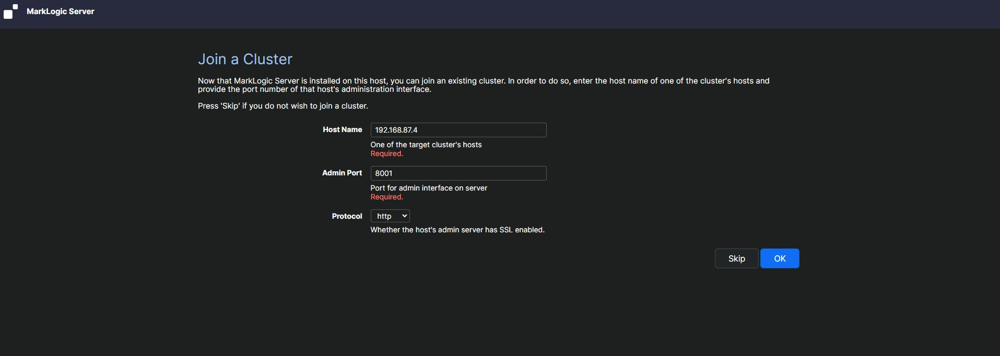 MarkLogic Server
Join a Cluster
Now that MarkLogic Server is installed on this host, you can join an existing cluster. In order to do so, enter the host name of one of the cluster's hosts and
provide the port number of that host's administration interface.
Press 'Skip' if you do not wish to join a cluster.
Host Name 192.168.87.4
One of the target cluster's hosts
Required.
Admin Port 8001
Port for admin interface on server
Required.
Protocol http
Whether the host's admin server has SSL enabled.
Skip OK